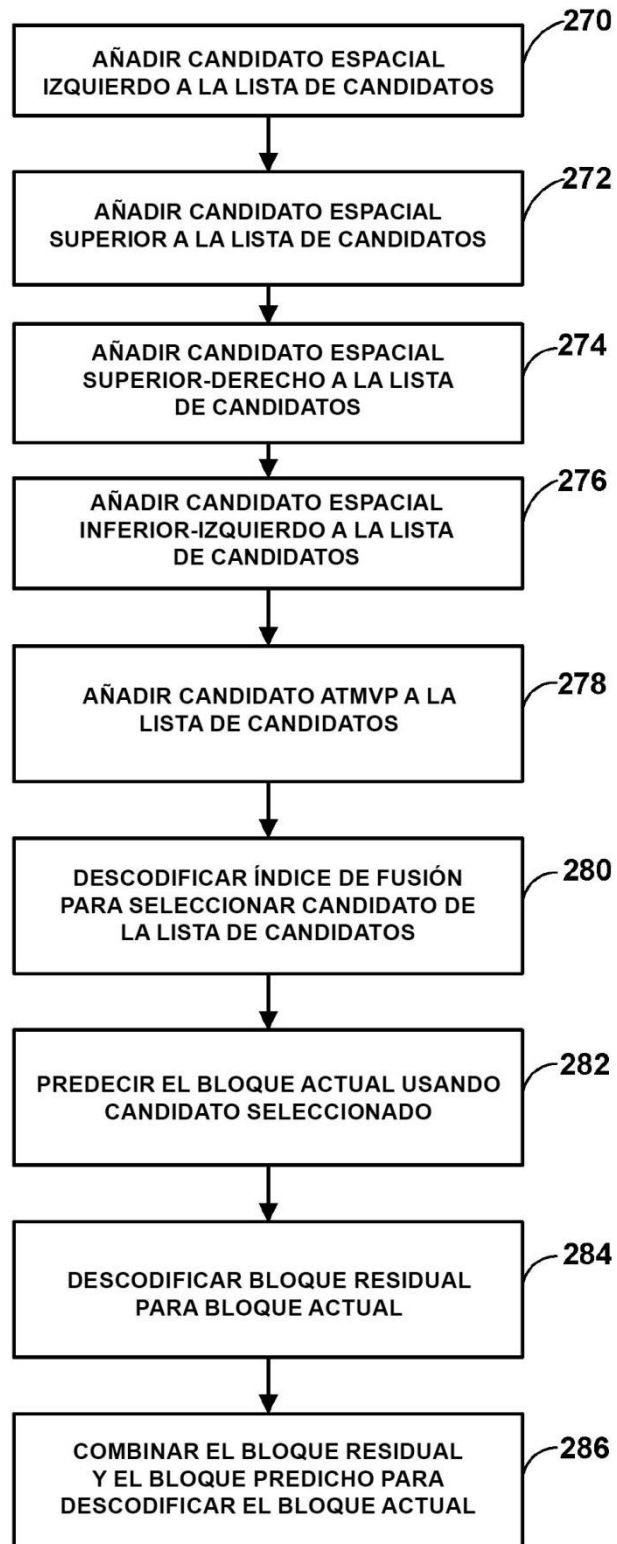 270
AÑADIR CANDIDATO ESPACIAL
IZQUIERDO A LA LISTA DE CANDIDATOS
272
AÑADIR CANDIDATO ESPACIAL
SUPERIOR A LA LISTA DE CANDIDATOS
274
AÑADIR CANDIDATO ESPACIAL
SUPERIOR-DERECHO A LA LISTA
DE CANDIDATOS
276
AÑADIR CANDIDATO ESPACIAL
INFERIOR-IZQUIERDO A LA LISTA
DE CANDIDATOS
278
AÑADIR CANDIDATO ATMVP A LA
LISTA DE CANDIDATOS
280
DESCODIFICAR ÍNDICE DE FUSIÓN
PARA SELECCIONAR CANDIDATO DE
LA LISTA DE CANDIDATOS
282
PREDECIR EL BLOQUE ACTUAL USANDO
CANDIDATO SELECCIONADO
284
DESCODIFICAR BLOQUE RESIDUAL
PARA BLOQUE ACTUAL
286
COMBINAR EL BLOQUE RESIDUAL
Y EL BLOQUE PREDICHO PARA
DESCODIFICAR EL BLOQUE ACTUAL